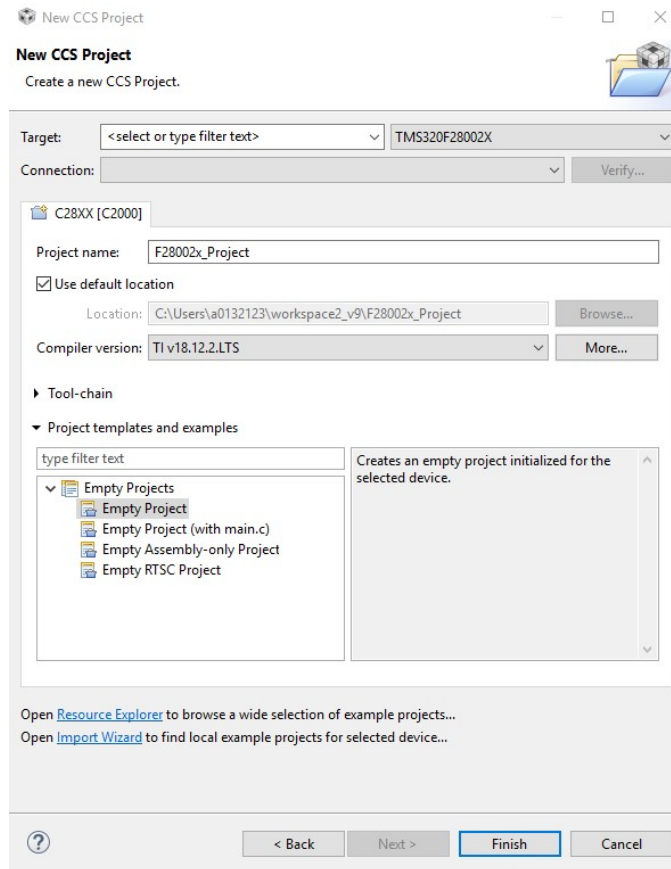 New CCS Project
New CCS Project
Create a new CCS Project.
Target: <select or type filter text> TMS320F28002X
Connection: Verify...
C28XX [C2000]
Project name: F28002x_Project
Use default location
Location: C:\Users\a0132123\workspace2_v9\F28002x_Project Browse...
Compiler version: TI v18.12.2.LTS More...
Tool-chain
Project templates and examples
type filter text
Empty Projects
Empty Project
Empty Project (with main.c)
Empty Assembly-only Project
Empty RTSC Project
Creates an empty project initialized for the
selected device.
Open Resource Explorer to browse a wide selection of example projects...
Open Import Wizard to find local example projects for selected device...
? < Back Next > Finish Cancel